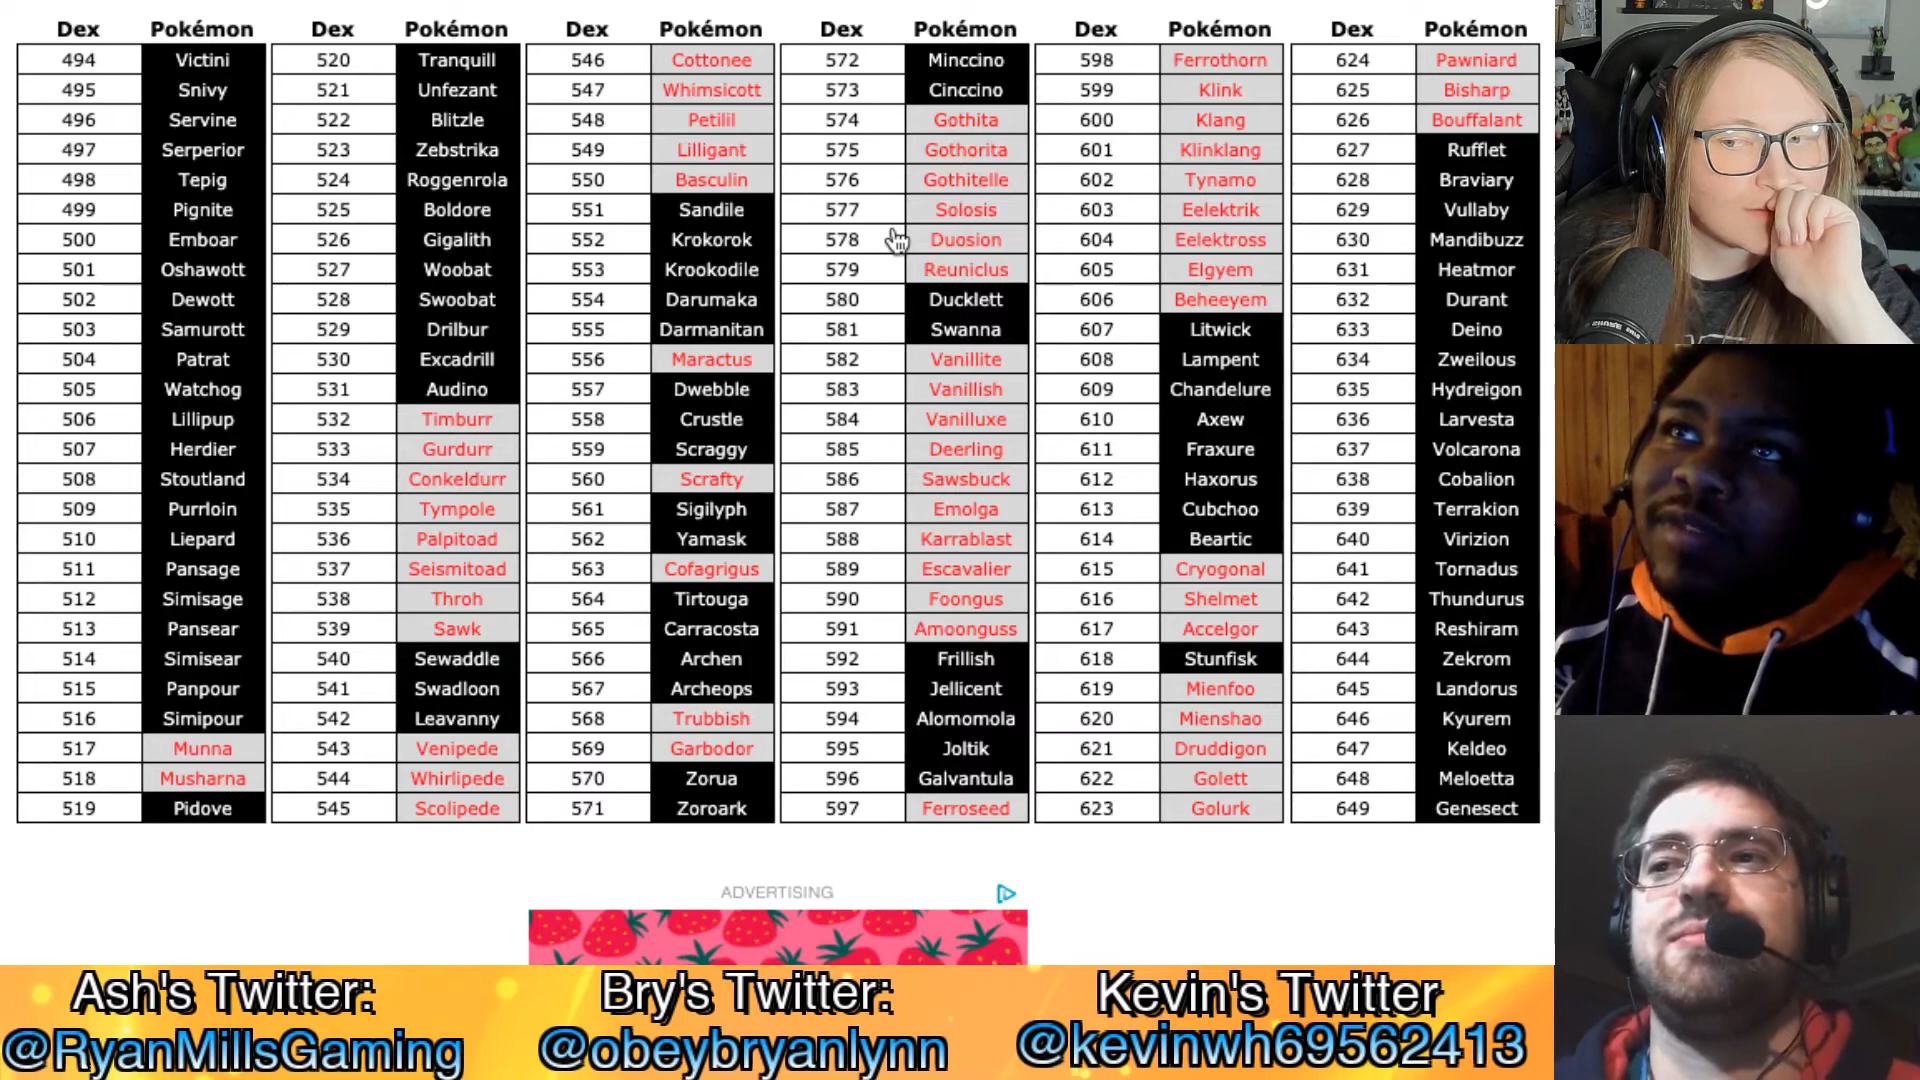 Dex Pokémon Dex Pokémon Dex Pokémon Dex Pokémon Dex Pokémon Dex Pokémon
494 Victini 520 Tranquill 546 Cottonee 572 Minccino 598 Ferrothorn 624 Pawniard
495 Snivy 521 Unfezant 547 Whimsicott 573 Cinccino 599 Klink 625 Bisharp
496 Servine 522 Blitzle 548 Petilil 574 Gothita 600 Klang 626 Bouffalant
497 Serperior 523 Zebstrika 549 Lilligant 575 Gothorita 601 Klinklang 627 Rufflet
498 Tepig 524 Roggenrola 550 Basculin 576 Gothitelle 602 Tynamo 628 Braviary
499 Pignite 525 Boldore 551 Sandile 577 Solosis 603 Eelektrik 629 Vullaby
500 Emboar 526 Gigalith 552 Krokorok 578 Duosion 604 Eelektross 630 Mandibuzz
501 Oshawott 527 Woobat 553 Krookodile 579 Reuniclus 605 Elgyem 631 Heatmor
502 Dewott 528 Swoobat 554 Darumaka 580 Ducklett 606 Beheeyem 632 Durant
503 Samurott 529 Drilbur 555 Darmanitan 581 Swanna 607 Litwick 633 Deino
504 Patrat 530 Excadrill 556 Maractus 582 Vanillite 608 Lampent 634 Zweilous
505 Watchog 531 Audino 557 Dwebble 583 Vanillish 609 Chandelure 635 Hydreigon
506 Lillipup 532 Timburr 558 Crustle 584 Vanilluxe 610 Axew 636 Larvesta
507 Herdier 533 Gurdurr 559 Scraggy 585 Deerling 611 Fraxure 637 Volcarona
508 Stoutland 534 Conkeldurr 560 Scrafty 586 Sawsbuck 612 Haxorus 638 Cobalion
509 Purrloin 535 Tympole 561 Sigilyph 587 Emolga 613 Cubchoo 639 Terrakion
510 Liepard 536 Palpitoad 562 Yamask 588 Karrablast 614 Beartic 640 Virizion
511 Pansage 537 Seismitoad 563 Cofagrigus 589 Escavalier 615 Cryogonal 641 Tornadus
512 Simisage 538 Throh 564 Tirtouga 590 Foongus 616 Shelmet 642 Thundurus
513 Pansear 539 Sawk 565 Carracosta 591 Amoonguss 617 Accelgor 643 Reshiram
514 Simisear 540 Sewaddle 566 Archen 592 Frillish 618 Stunfisk 644 Zekrom
515 Panpour 541 Swadloon 567 Archeops 593 Jellicent 619 Mienfoo 645 Landorus
516 Simipour 542 Leavanny 568 Trubbish 594 Alomomola 620 Mienshao 646 Kyurem
517 Munna 543 Venipede 569 Garbodor 595 Joltik 621 Druddigon 647 Keldeo
518 Musharna 544 Whirlipede 570 Zorua 596 Galvantula 622 Golett 648 Meloetta
519 Pidove 545 Scolipede 571 Zoroark 597 Ferroseed 623 Golurk 649 Genesect
ADVERTISING
Ash's Twitter: Bry's Twitter: Kevin's Twitter
@RyanMillsGaming @obeybryanlynn @kevinwh69562413